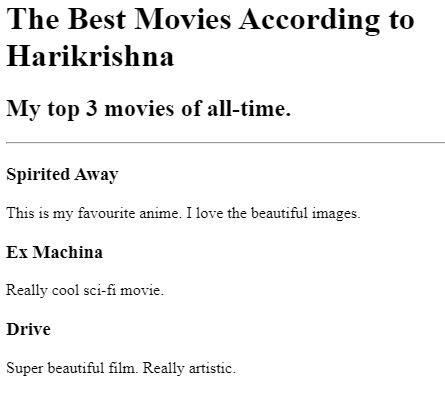 The Best Movies According to
Harikrishna
My top 3 movies of all-time.
Spirited Away
This is my favourite anime. I love the beautiful images.
Ex Machina
Really cool sci-fi movie.
Drive
Super beautiful film. Really artistic.